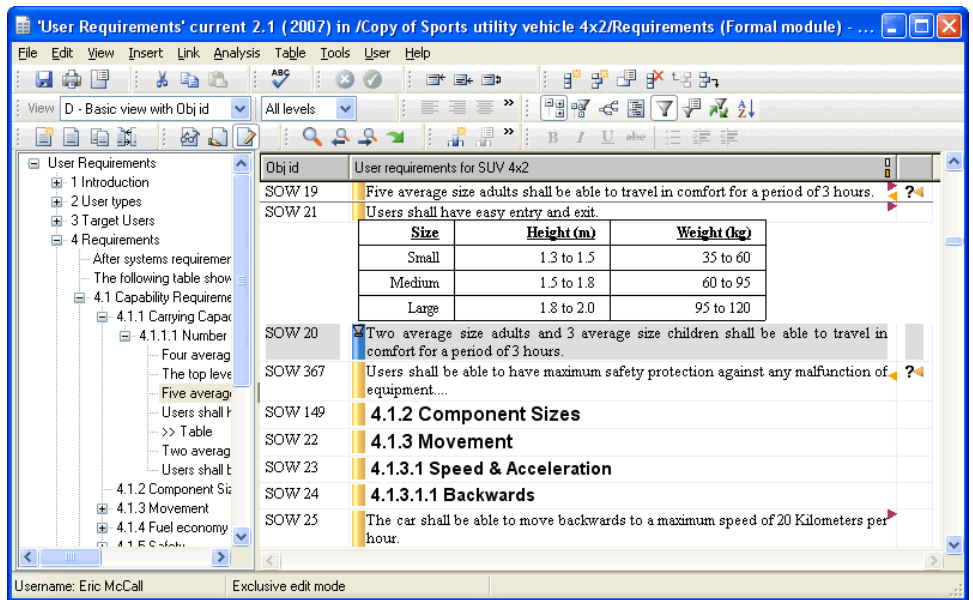 'User Requirements' current 2.1 (2007) in /Copy of Sports utility vehicle 4x2/Requirements (Formal module) - ...
File Edit View Insert Link Analysis Table Tools User Help
ABC
View D - Basic view with Obj id All levels »
» B I U abc
User Requirements
1 Introduction
2 User types
3 Target Users
4 Requirements
After systems requiremer
The following table show
4.1 Capability Requireme
4.1.1 Carrying Capac
4.1.1.1 Number
Four averag
The top leve
Five average
Users shall h
>> Table
Two averag
Users shall b
4.1.2 Component Siz
4.1.3 Movement
4.1.4 Fuel economy
4.1.5 Safety
Obj id User requirements for SUV 4x2
SOW 19 Five average size adults shall be able to travel in comfort for a period of 3 hours. ?
SOW 21 Users shall have easy entry and exit.
Size Height (m) Weight (kg)
Small 1.3 to 1.5 35 to 60
Medium 1.5 to 1.8 60 to 95
Large 1.8 to 2.0 95 to 120
SOW 20 Two average size adults and 3 average size children shall be able to travel in
comfort for a period of 3 hours.
SOW 367 Users shall be able to have maximum safety protection against any malfunction of ?
equipment....
SOW 149 4.1.2 Component Sizes
SOW 22 4.1.3 Movement
SOW 23 4.1.3.1 Speed & Acceleration
SOW 24 4.1.3.1.1 Backwards
SOW 25 The car shall be able to move backwards to a maximum speed of 20 Kilometers per
hour.
Username: Eric McCall Exclusive edit mode